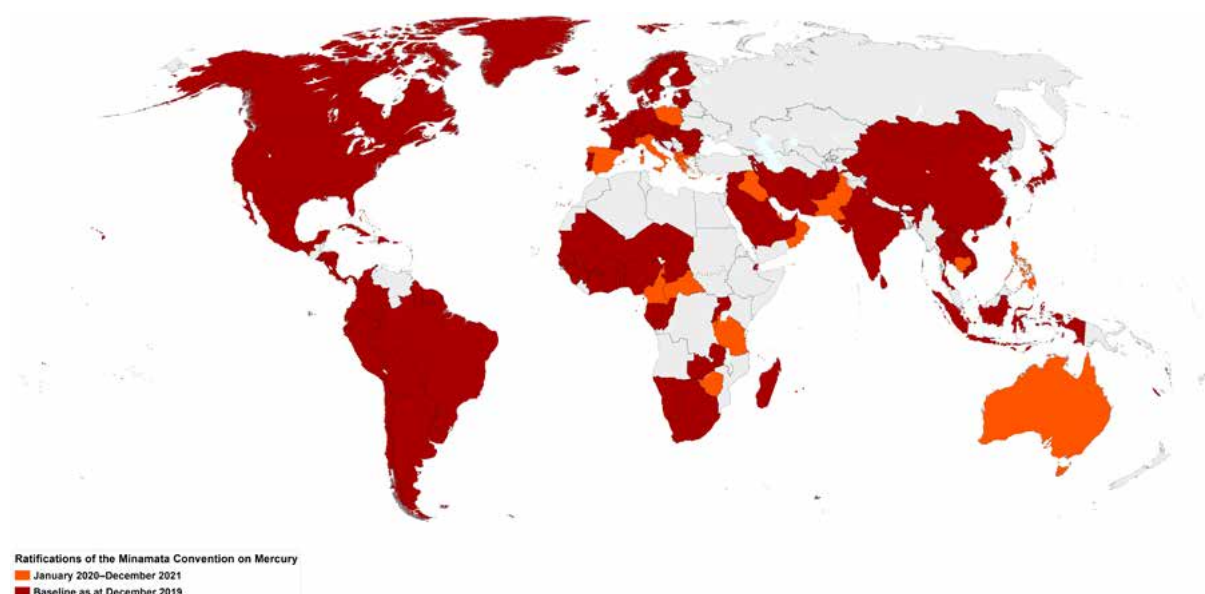 Ratifications of the Minamata Convention on Mercury
January 2020–December 2021
Baseline as at December 2019